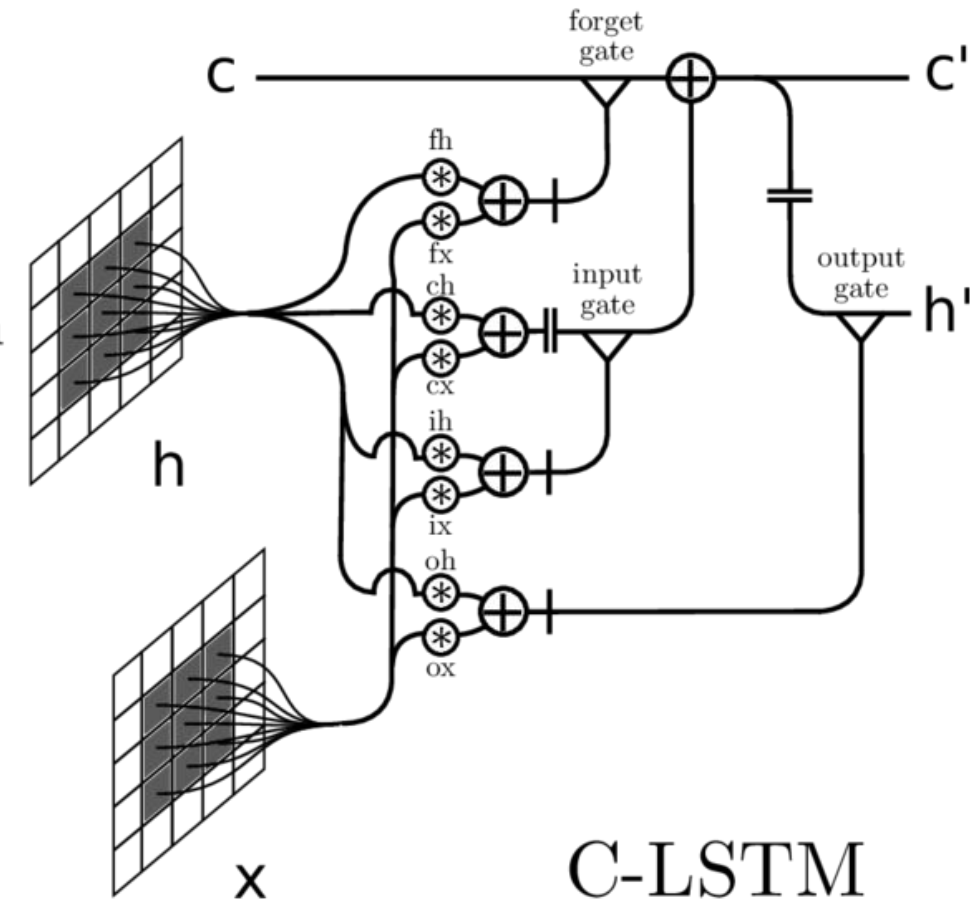 forget
gate
c
c'
fh
fx
ch
input
gate
output
gate
h'
cx
ih
h
ix
oh
ox
x
C-LSTM